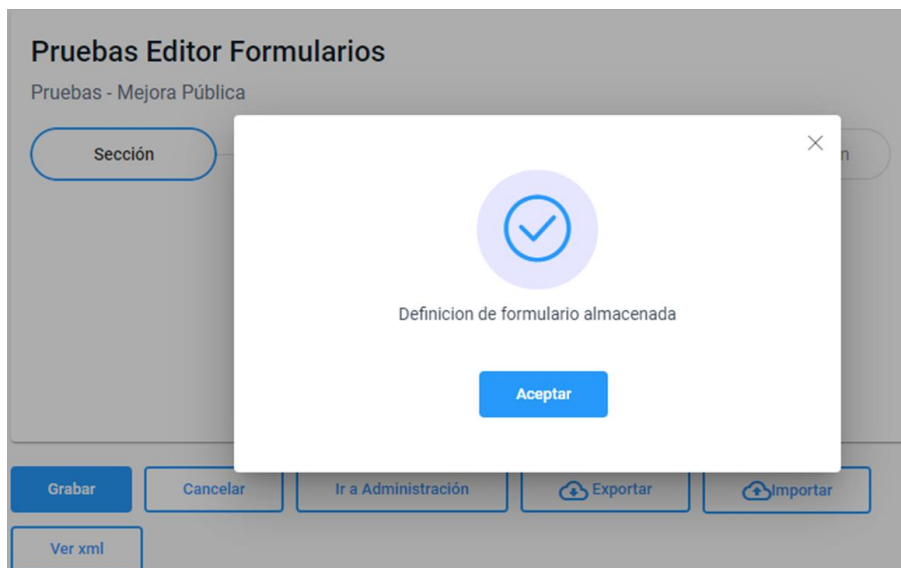 Pruebas Editor Formularios
Pruebas - Mejora Pública
Sección
n
Definicion de formulario almacenada
Aceptar
Grabar
Cancelar
Ir a Administración
Exportar
Importar
Ver xml